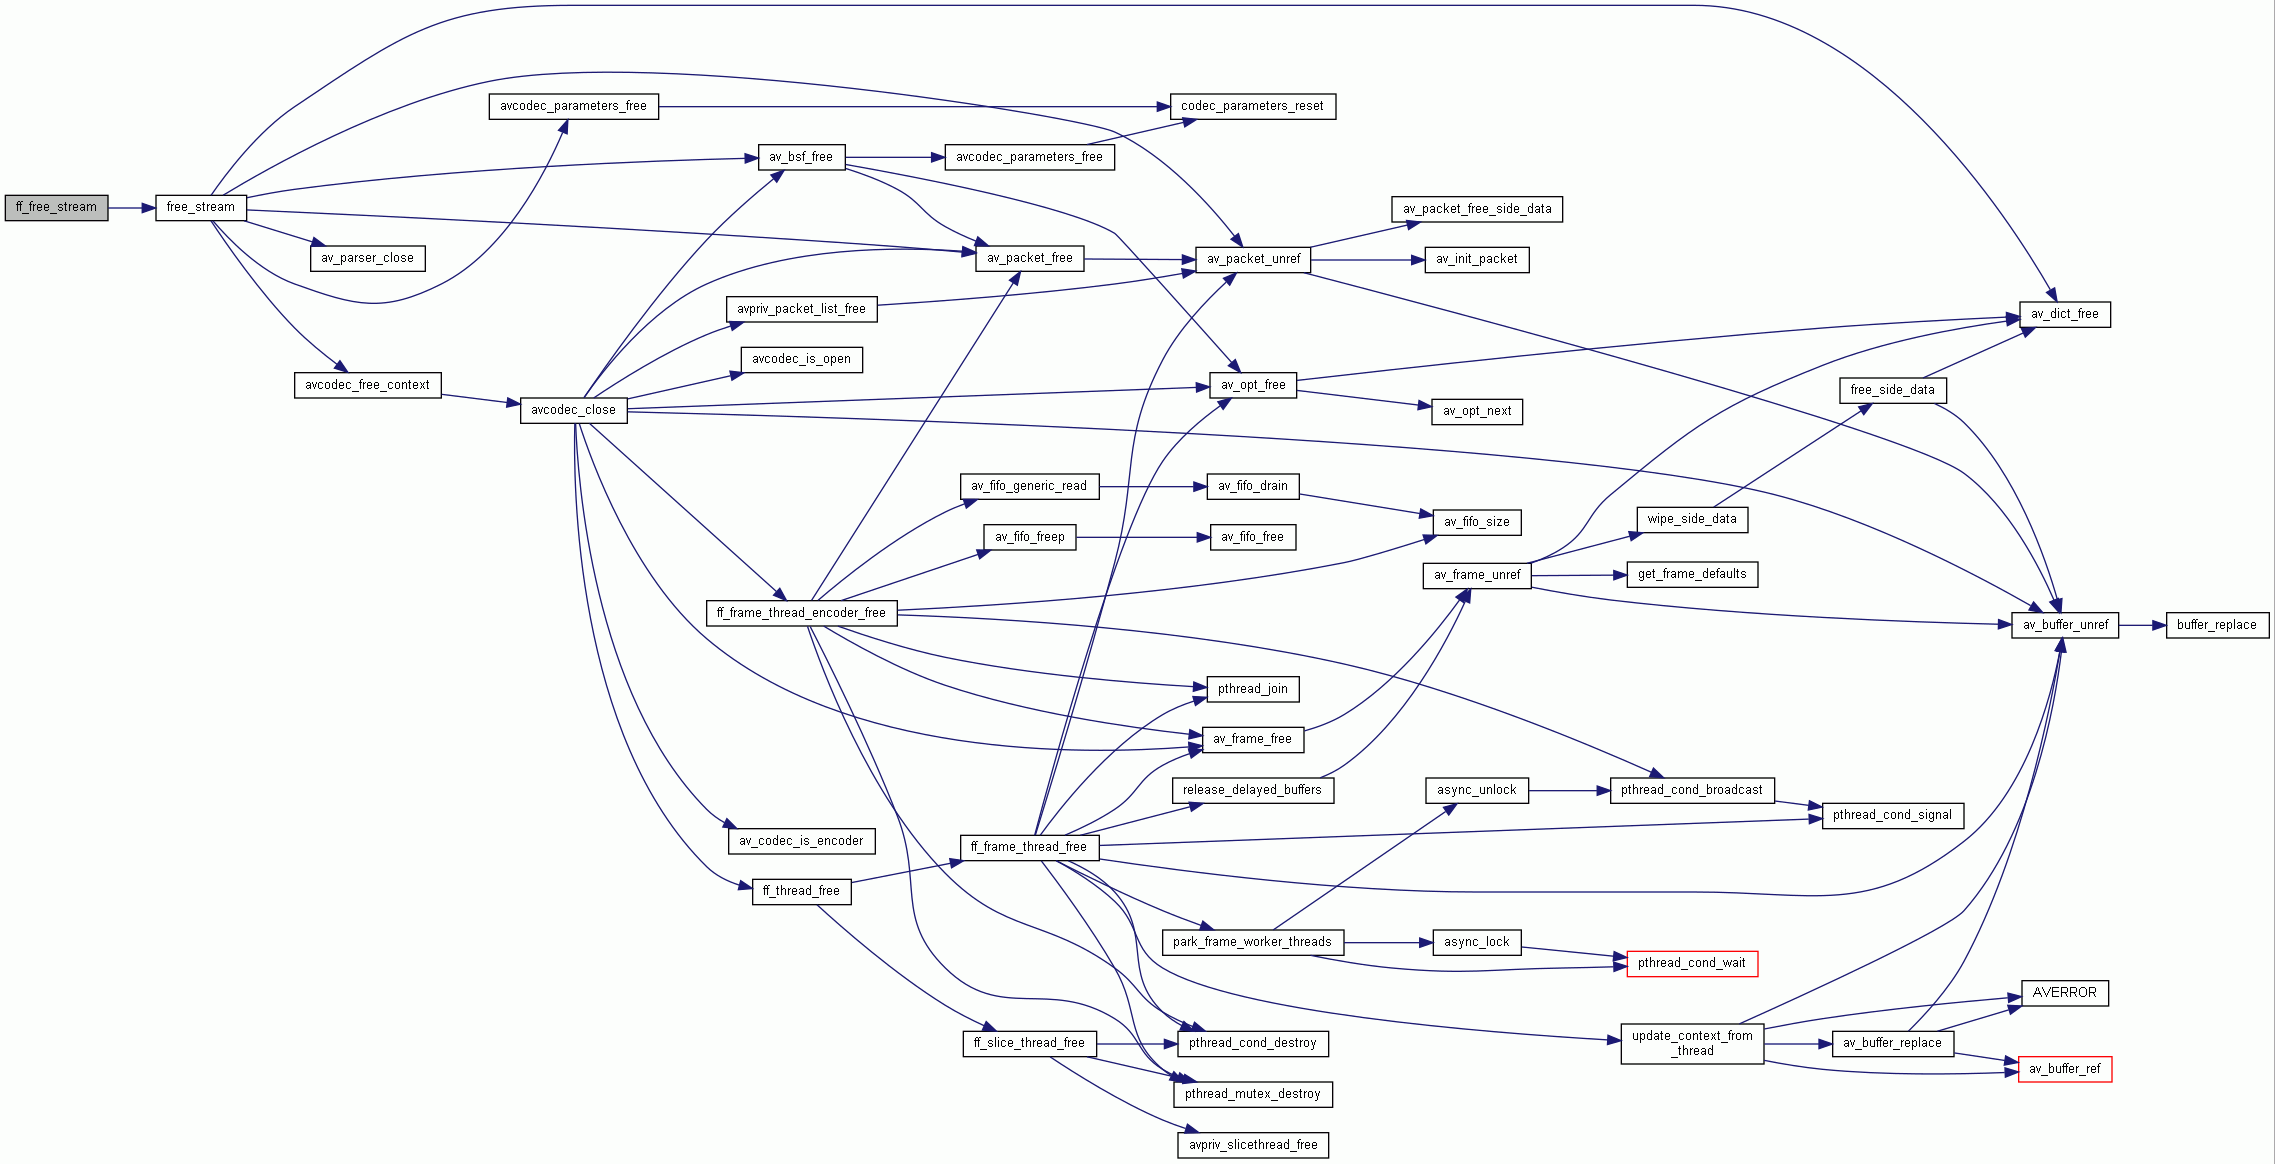 avcodec_parameters_free
codec_parameters_reset
av_bsf_free
avcodec_parameters_free
ff_free_stream
free_stream
av_packet_free_side_data
av_parser_close
av_packet_free
av_packet_unref
av_init_packet
avpriv_packet_list_free
av_dict_free
avcodec_is_open
avcodec_free_context
av_opt_free
free_side_data
avcodec_close
av_opt_next
av_fifo_generic_read
av_fifo_drain
av_fifo_size
wipe_side_data
av_fifo_freep
av_fifo_free
av_frame_unref
get_frame_defaults
ff_frame_thread_encoder_free
av_buffer_unref
buffer_replace
pthread_join
av_frame_free
release_delayed_buffers
async_unlock
pthread_cond_broadcast
pthread_cond_signal
av_codec_is_encoder
ff_frame_thread_free
ff_thread_free
park_frame_worker_threads
async_lock
pthread_cond_wait
AVERROR
ff_slice_thread_free
pthread_cond_destroy
update_context_from
_thread
av_buffer_replace
av_buffer_ref
pthread_mutex_destroy
avpriv_slicethread_free